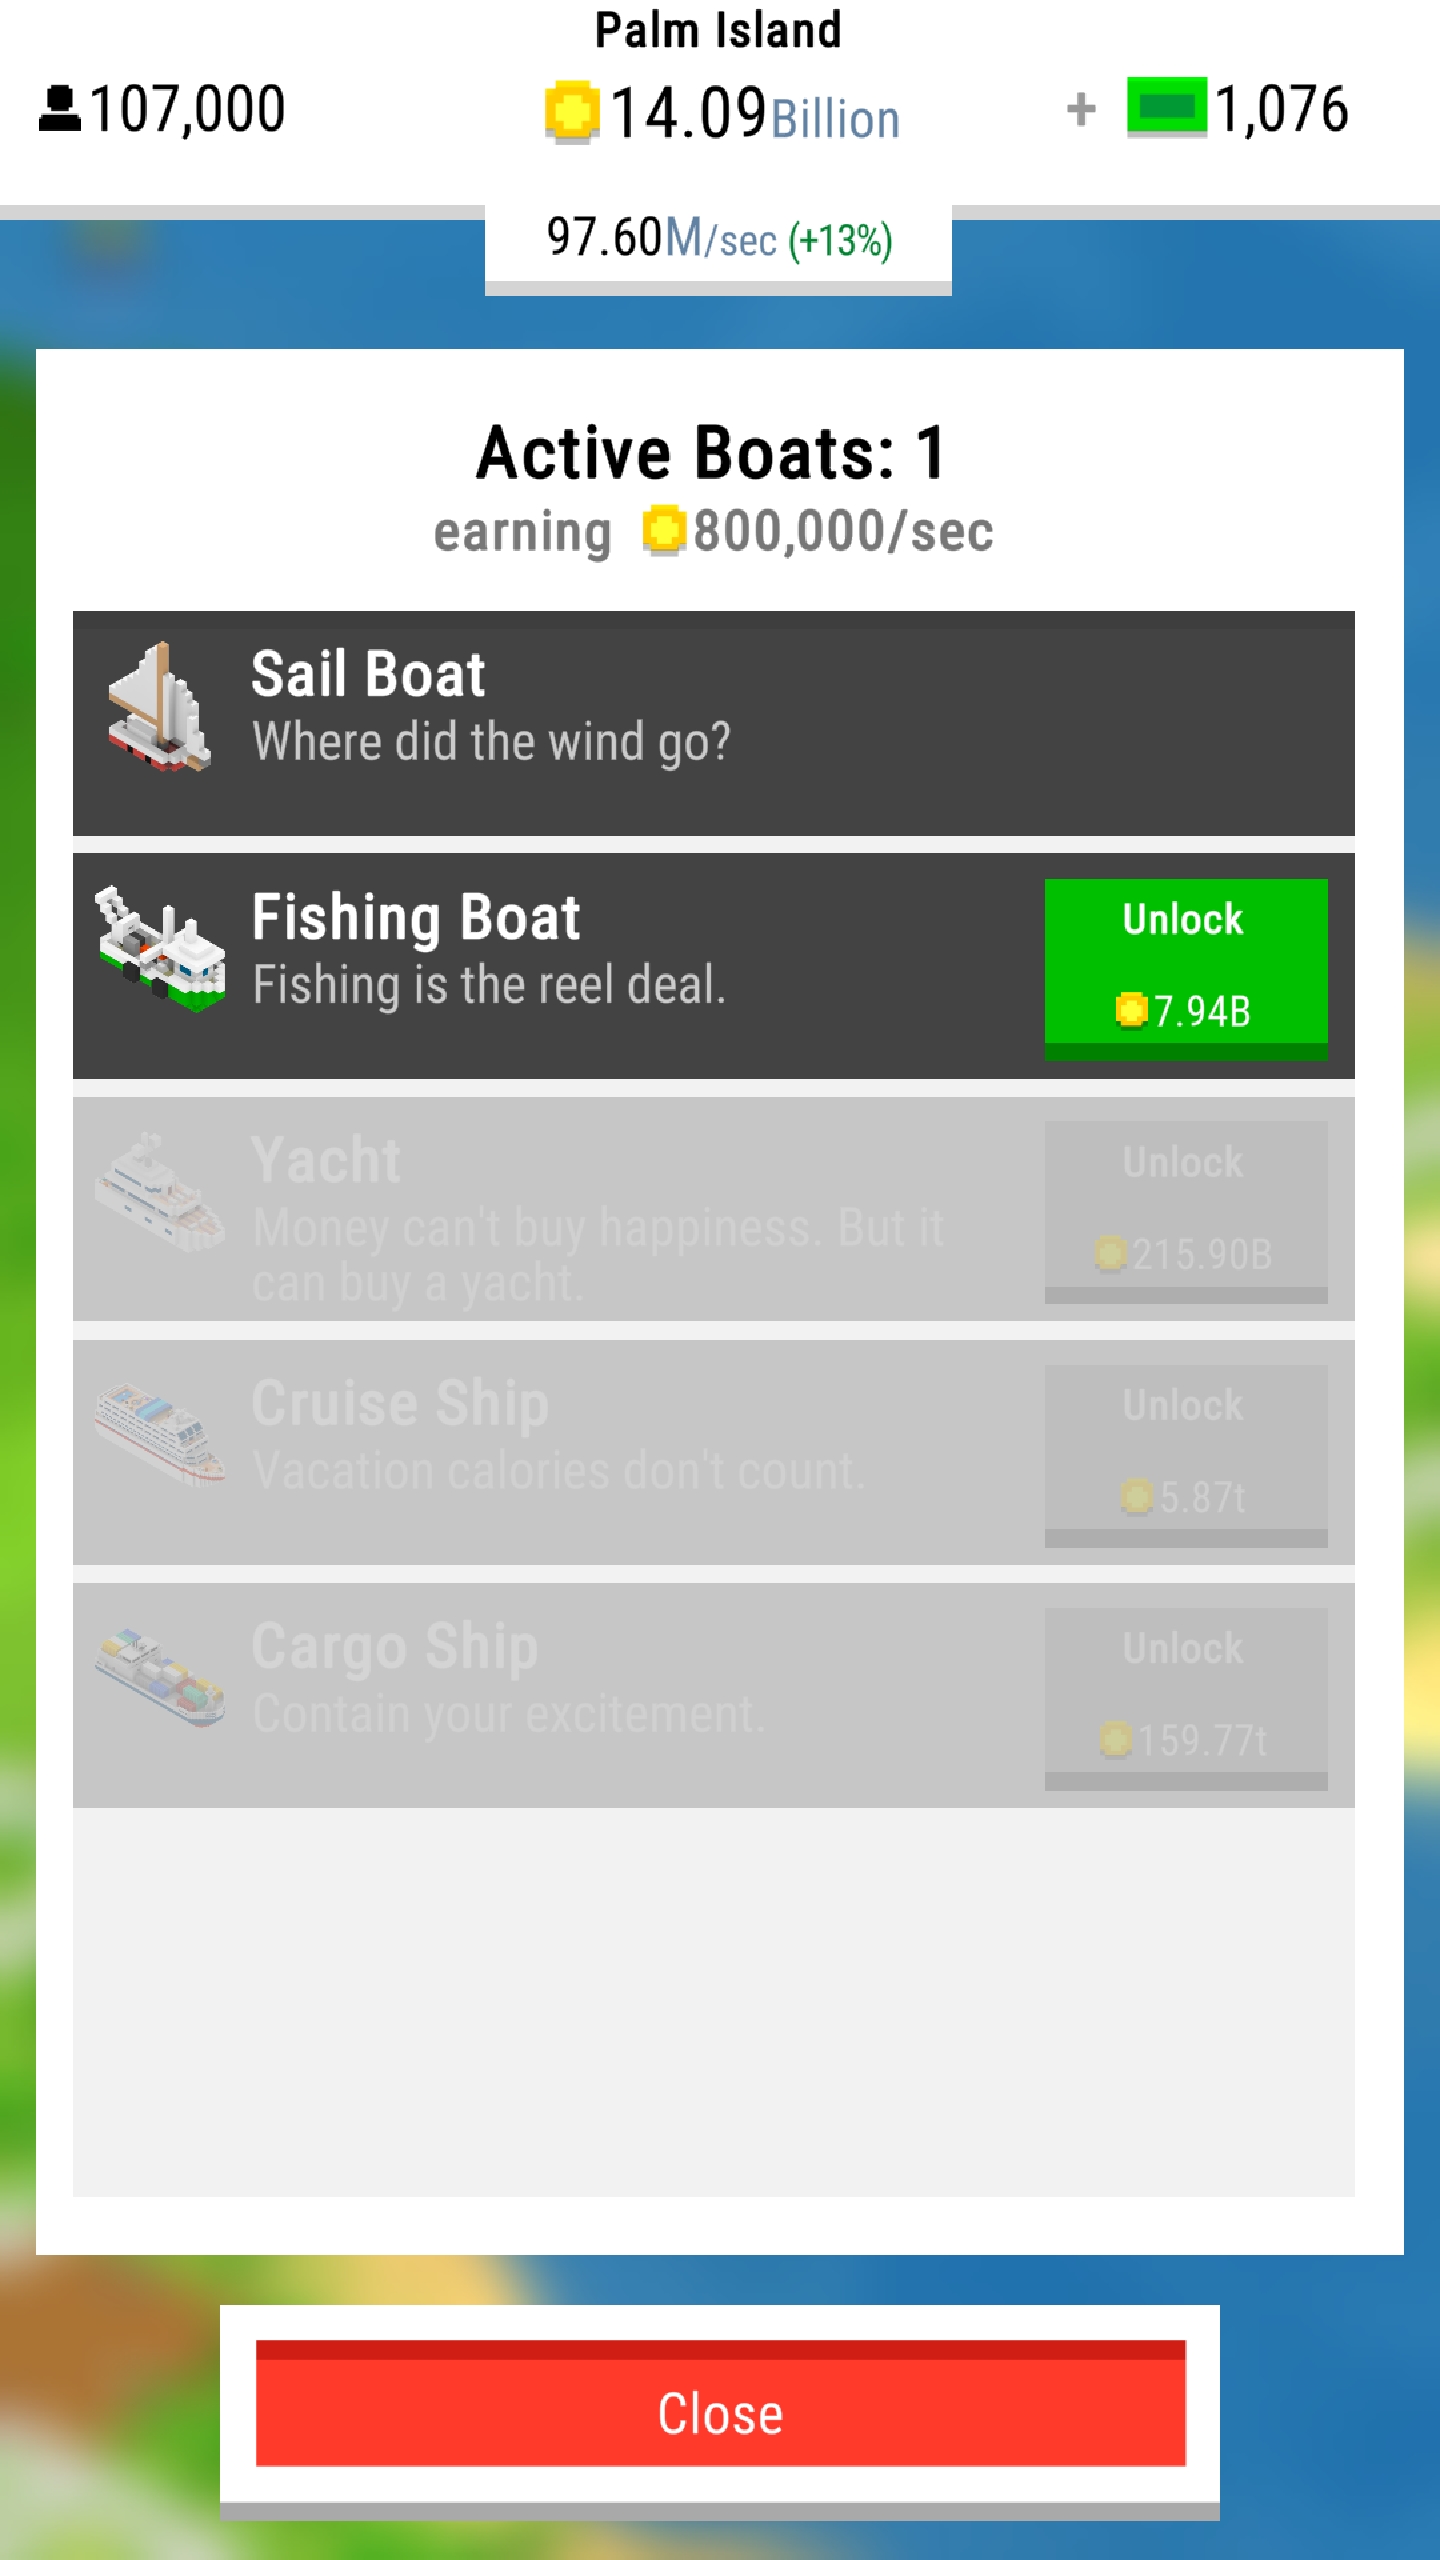 Palm Island
107,000
14.09Billion
+ 1,076
97.60M/sec (+13%)
Active Boats: 1
earning 800,000/sec
Sail Boat
Where did the wind go?
Fishing Boat
Fishing is the reel deal.
Unlock
7.94B
Yacht
Money can't buy happiness. But it
can buy a yacht.
Unlock
215.90B
Cruise Ship
Vacation calories don't count.
Unlock
5.87t
Cargo Ship
Contain your excitement.
Unlock
159.77t
Close